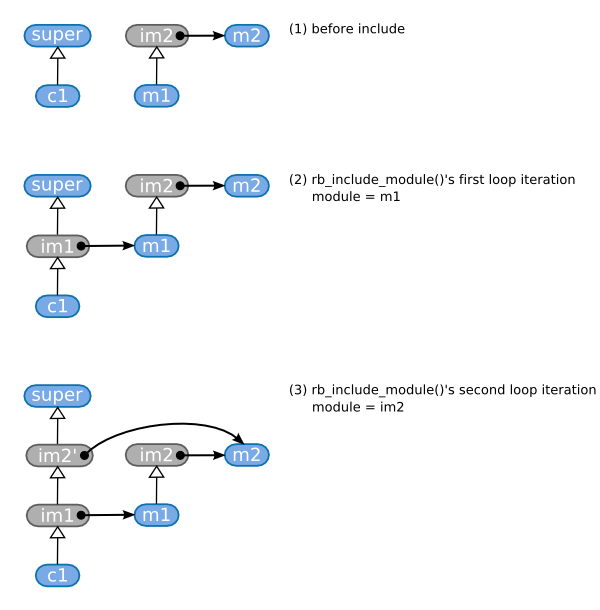 super im2 m2 (1) before include
c1 m1
super im2 m2 (2) rb_include_module()'s first loop iteration
module = m1
im1 m1
c1
super (3) rb_include_module()'s second loop iteration
module = im2
im2' im2 m2
im1 m1
c1